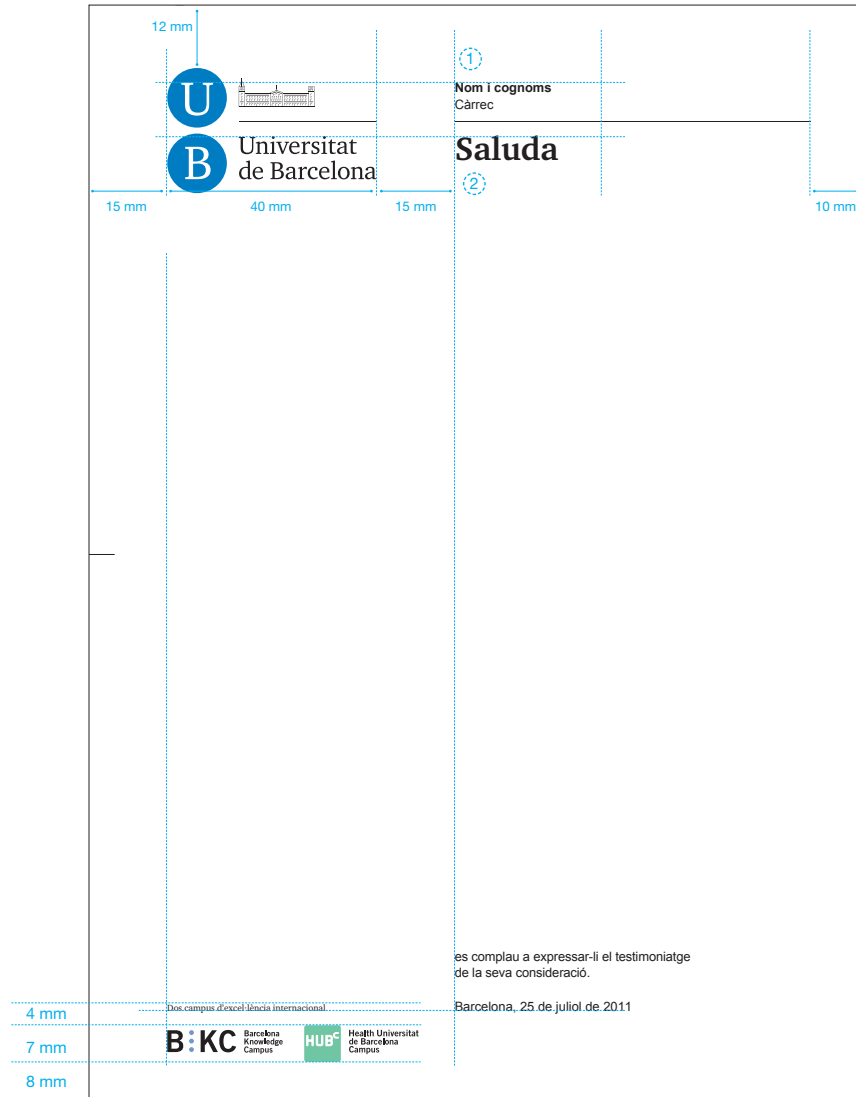 12 mm
1
U
Nom i cognoms
Càrrec
B
Universitat
de Barcelona
Saluda
2
15 mm
40 mm
15 mm
10 mm
es complau a expressar-li el testimoniatge
de la seva consideració.
4 mm
Dos campus d'excel·lència internacional
Barcelona, 25 de juliol de 2011
7 mm
B:KC
Barcelona
Knowledge
Campus
HUBc
Health Universitat
de Barcelona
Campus
8 mm